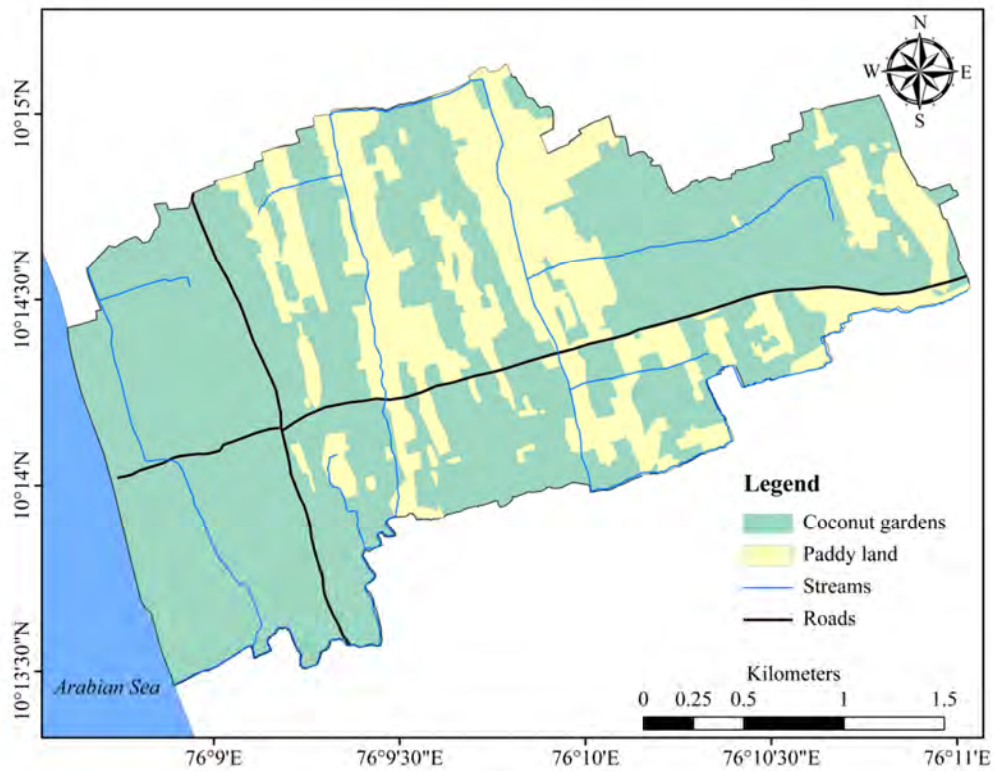 N
W E
S
10°15'N
10°14'30"N
10°14'N
10°13'30"N
Legend
Coconut gardens
Paddy land
Streams
Roads
Kilometers
0 0.25 0.5 1 1.5
Arabian Sea
76°9'E 76°9'30"E 76°10'E 76°10'30"E 76°11'E